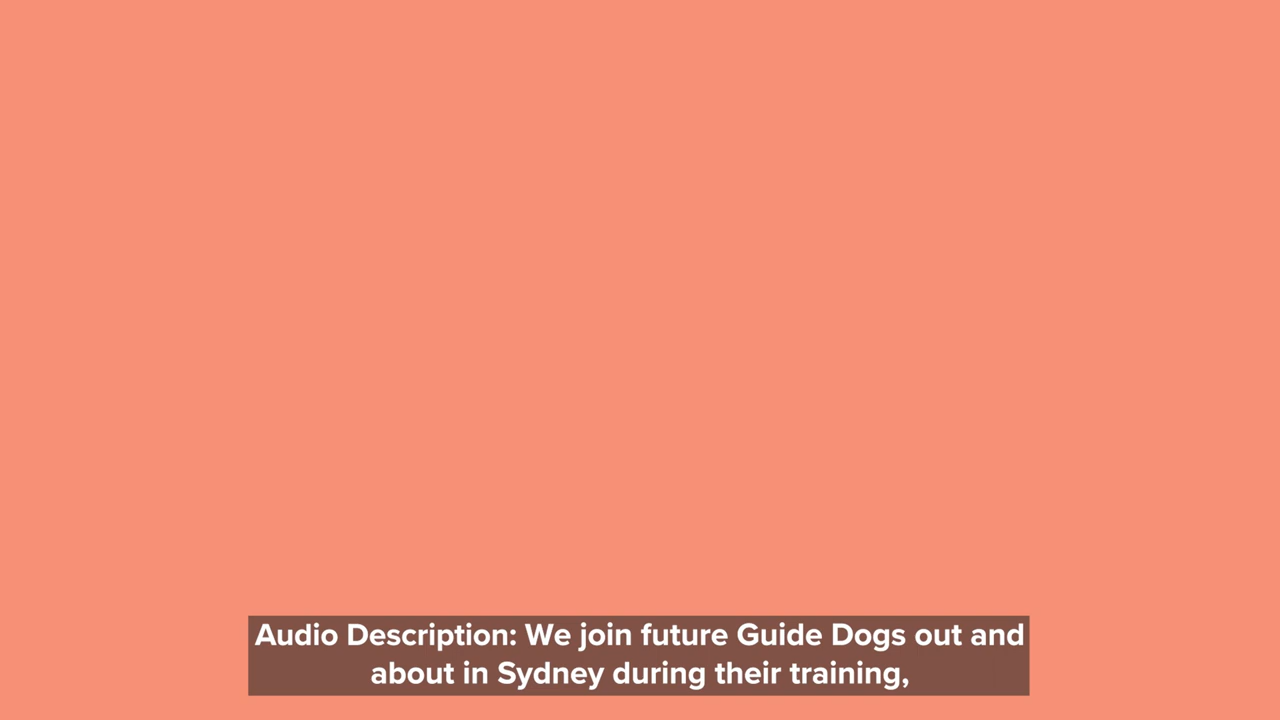 Audio Description: We join future Guide Dogs out and
about in Sydney during their training,